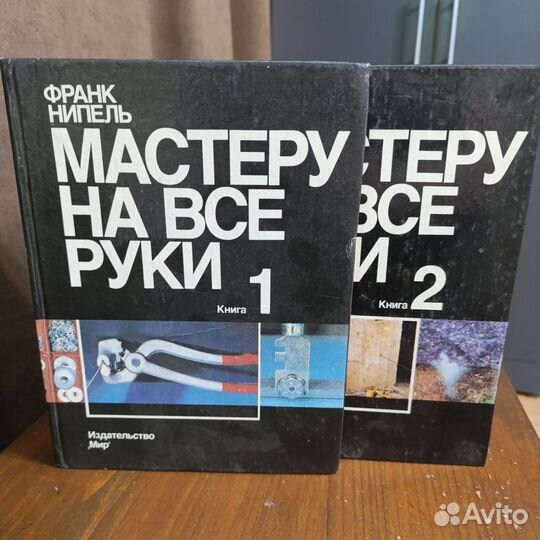 ФРАНК
НИПЕЛЬ
МАСТЕРУ
НА ВСЕ
РУКИ
Книга 1
Издательство
„Мир"
СТЕРУ
ВСЕ
И
Книга 2
Avito